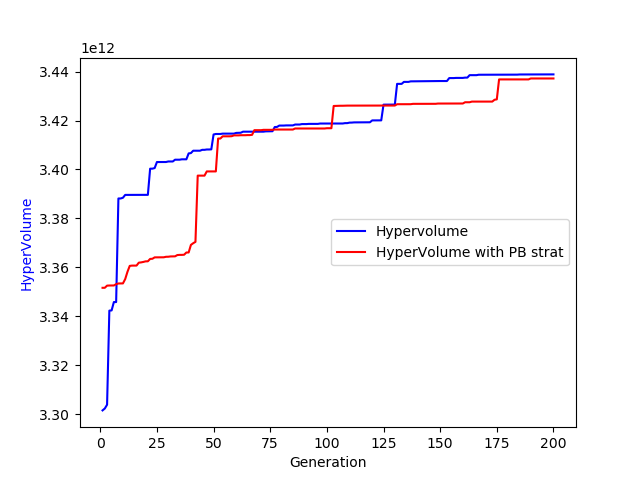 1e12
3.44
3.42
3.40
3.38
3.36
3.34
3.32
3.30
HyperVolume
Hypervolume
HyperVolume with PB strat
0 25 50 75 100 125 150 175 200
Generation